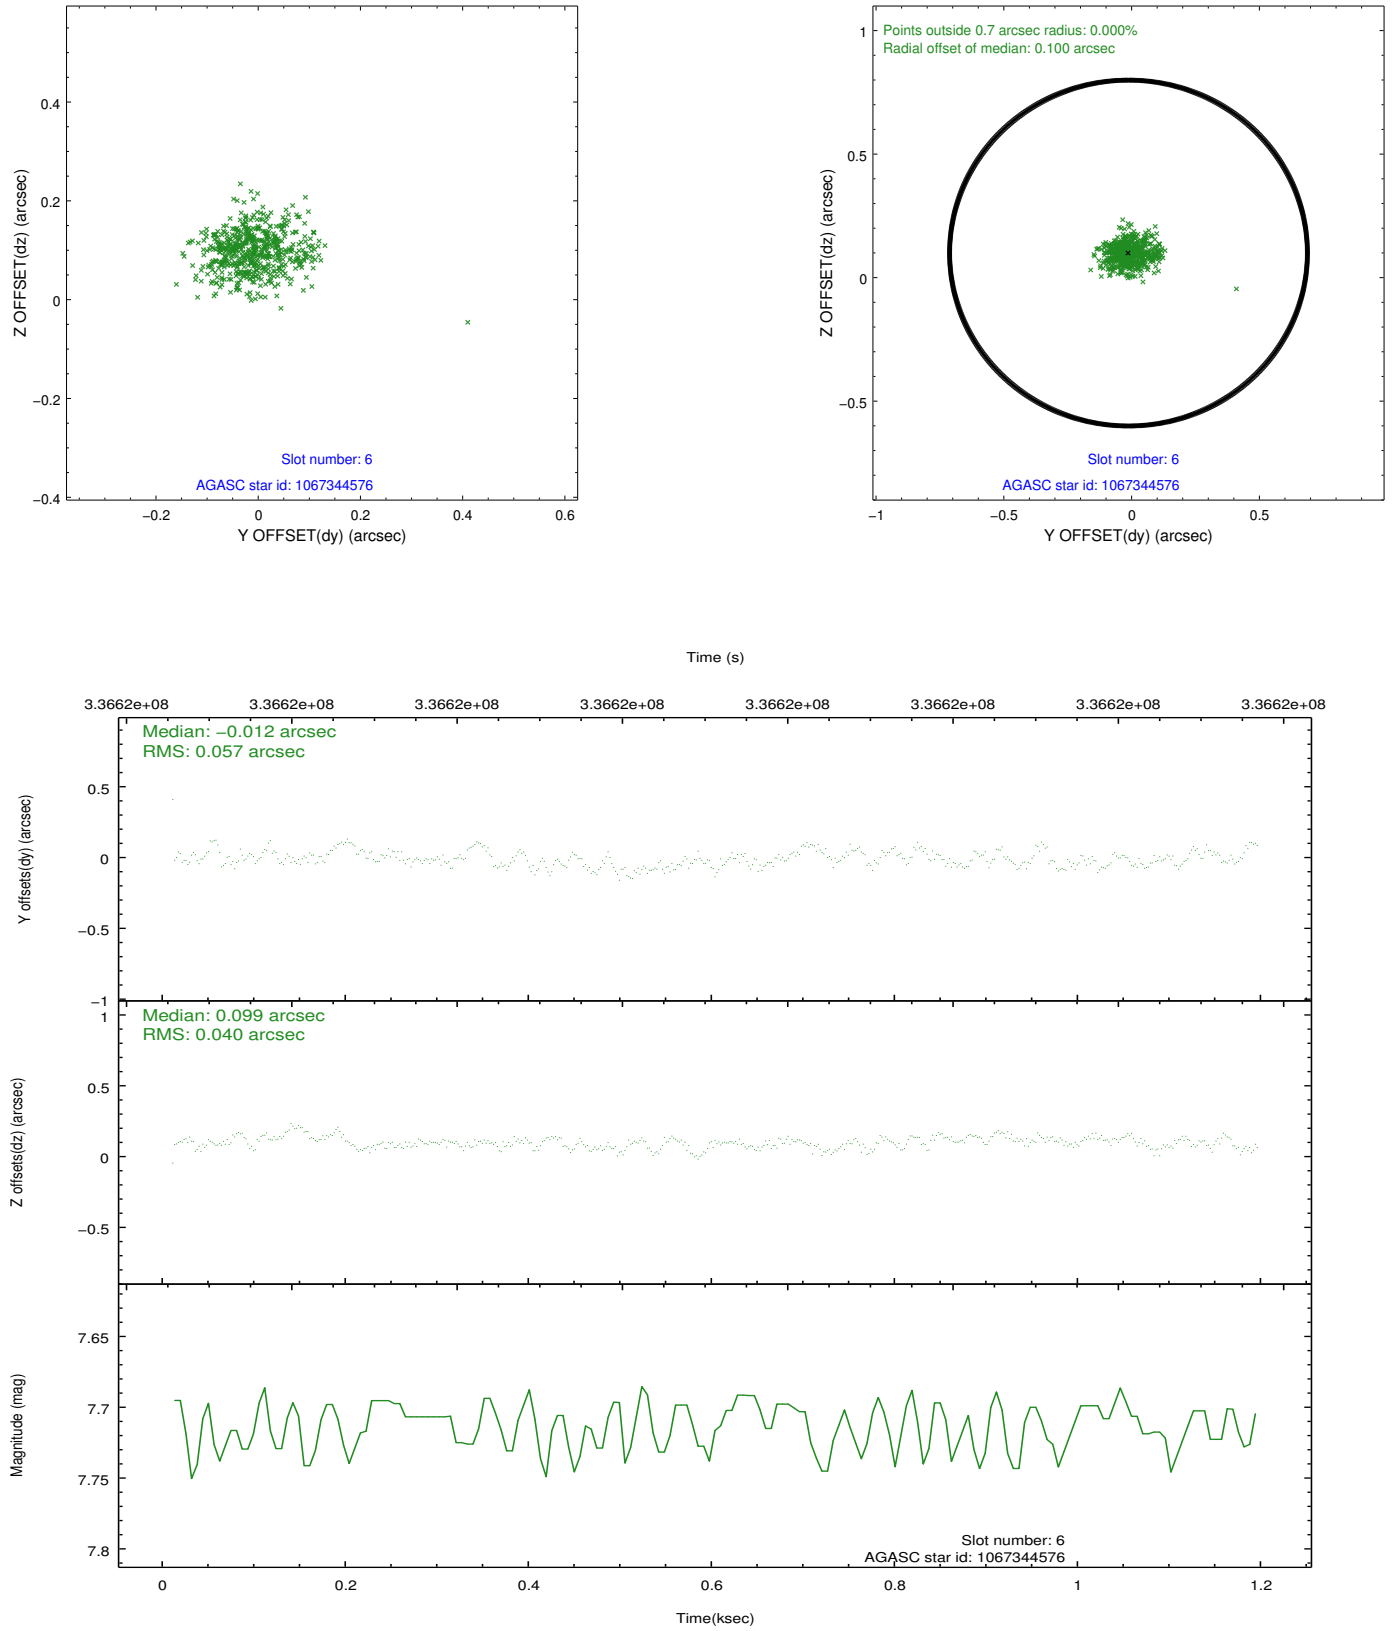 0.4
0.2
0
−0.2
−0.4
Z OFFSET(dz) (arcsec)
Slot number: 6
AGASC star id: 1067344576
−0.2 0 0.2 0.4 0.6
Y OFFSET(dy) (arcsec)
Points outside 0.7 arcsec radius: 0.000%
Radial offset of median: 0.100 arcsec
1
0.5
0
−0.5
Z OFFSET(dz) (arcsec)
Slot number: 6
AGASC star id: 1067344576
−1 −0.5 0 0.5
Y OFFSET(dy) (arcsec)
Time (s)
3.3662e+08 3.3662e+08 3.3662e+08 3.3662e+08 3.3662e+08 3.3662e+08 3.3662e+08 3.3662e+08
Median: −0.012 arcsec
RMS: 0.057 arcsec
0.5
0
−0.5
−1
Y offsets(dy) (arcsec)
Median: 0.099 arcsec
RMS: 0.040 arcsec
1
0.5
0
−0.5
Z offsets(dz) (arcsec)
7.65
7.7
7.75
7.8
Magnitude (mag)
Slot number: 6
AGASC star id: 1067344576
0 0.2 0.4 0.6 0.8 1 1.2
Time(ksec)